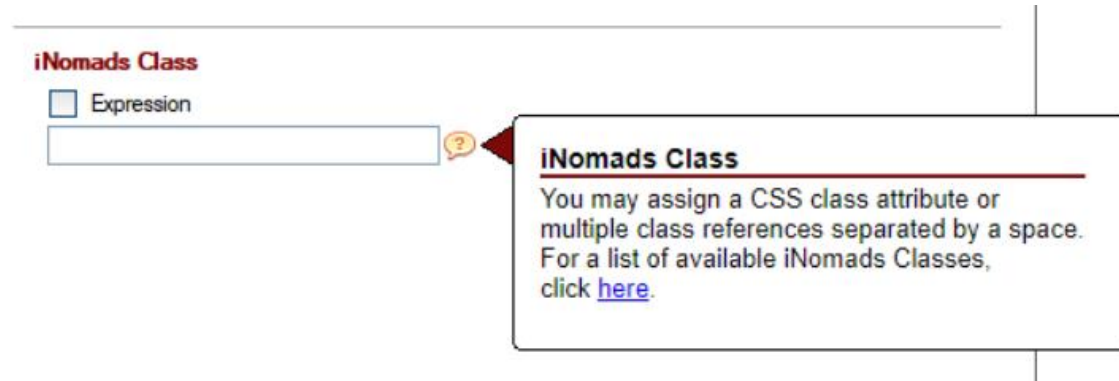 iNomads Class
Expression
?
iNomads Class
You may assign a CSS class attribute or
multiple class references separated by a space.
For a list of available iNomads Classes,
click here.